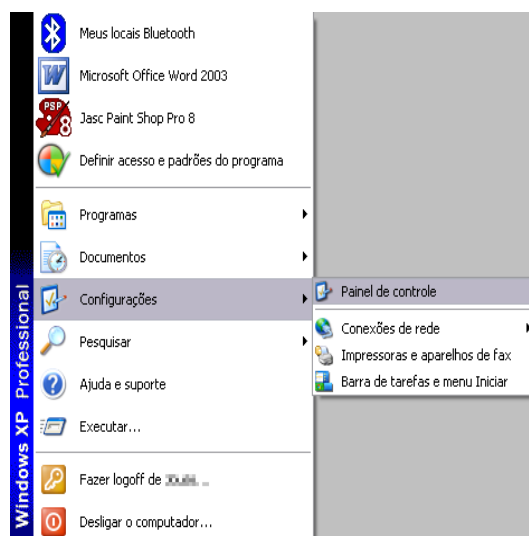 Meus locais Bluetooth
Microsoft Office Word 2003
PSP
8
Jasc Paint Shop Pro 8
Definir acesso e padrões do programa
Programas
Documentos
Configurações
Painel de controle
Conexões de rede
Pesquisar
Impressoras e aparelhos de fax
Ajuda e suporte
Barra de tarefas e menu Iniciar
Executar...
Fazer logoff de
Desligar o computador...
Windows XP Professional